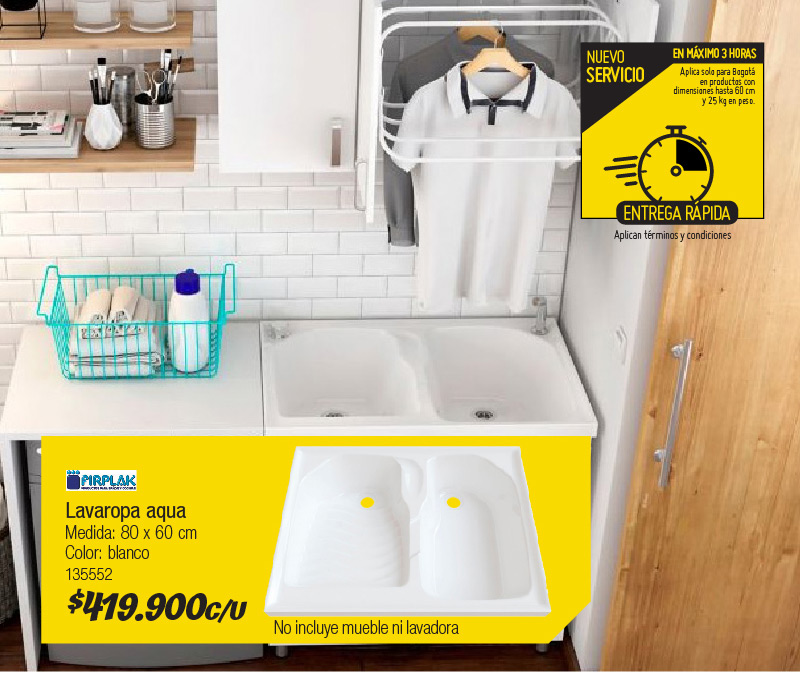 NUEVO
SERVICIO
EN MÁXIMO 3 HORAS
Aplica solo para Bogotá
en productos con
dimensiones hasta 60 cm
y 25 kg en peso.
ENTREGA RÁPIDA
Aplican términos y condiciones
FIRPLAK
Lavaropa aqua
Medida: 80 x 60 cm
Color: blanco
135552
$419.900C/U
No incluye mueble ni lavadora